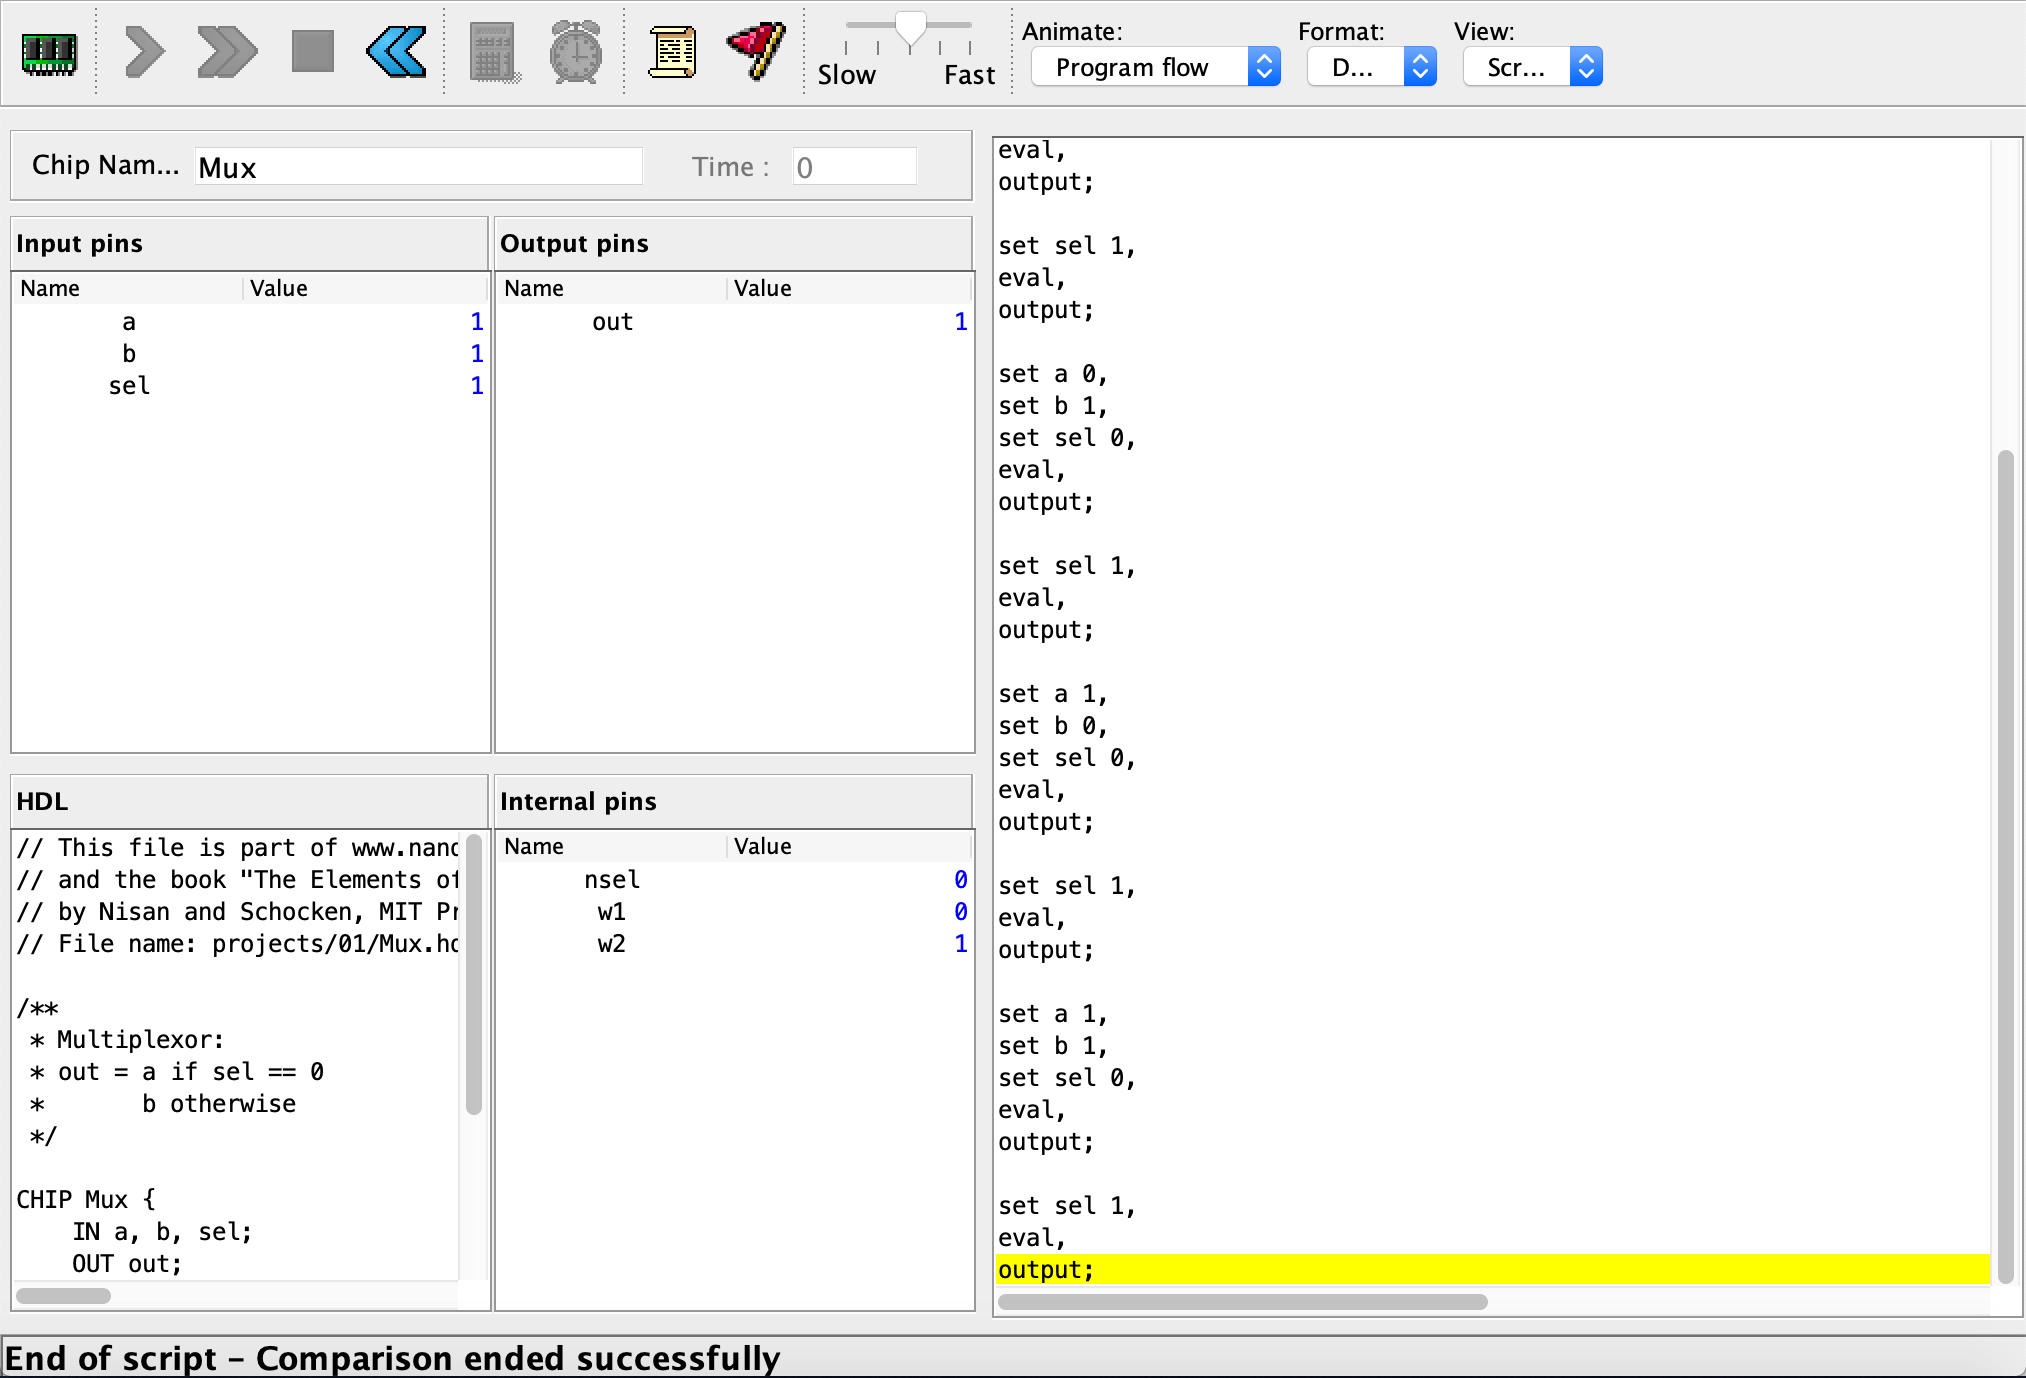 Animate:
Format:
View:
Slow
Fast
Program flow
D...
Scr...
Chip Nam...
Mux
Time :
0
Input pins
Name
Value
a
1
b
1
sel
1
Output pins
Name
Value
out
1
HDL
// This file is part of www.nand
// and the book "The Elements of
// by Nisan and Schocken, MIT Pr
// File name: projects/01/Mux.hd
/**
* Multiplexor:
* out = a if sel == 0
* b otherwise
*/
CHIP Mux {
IN a, b, sel;
OUT out;
Internal pins
Name
Value
nsel
0
w1
0
w2
1
eval,
output;
set sel 1,
eval,
output;
set a 0,
set b 1,
set sel 0,
eval,
output;
set sel 1,
eval,
output;
set a 1,
set b 0,
set sel 0,
eval,
output;
set sel 1,
eval,
output;
set a 1,
set b 1,
set sel 0,
eval,
output;
set sel 1,
eval,
output;
End of script – Comparison ended successfully